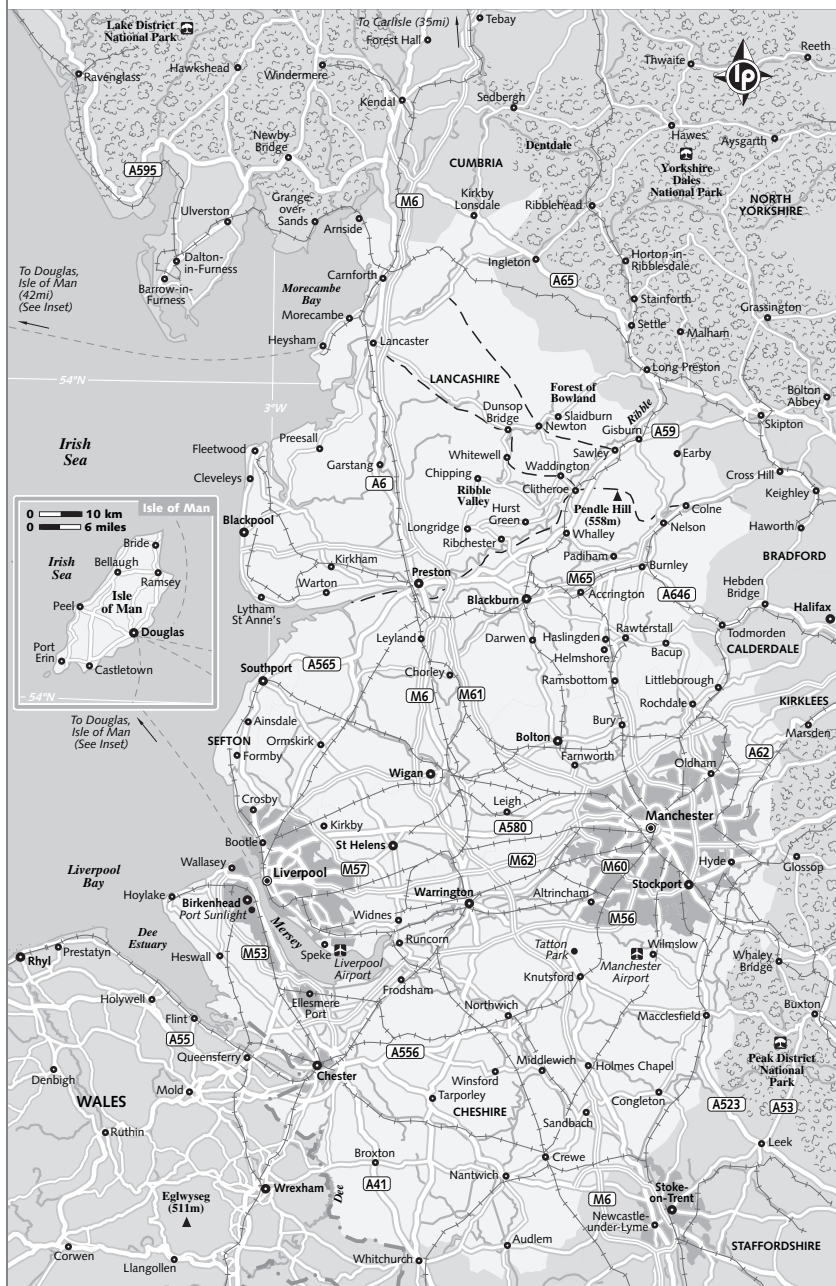 Lake District
National Park
To Carlisle (35mi)
Tebay
Forest Hall
Reeth
Thwaite
lp
Ravenglass
Hawkshead
Windermere
Kendal
Sedbergh
Hawes
Aysgarth
Newby
Bridge
Dentdale
CUMBRIA
Yorkshire
Dales
National Park
A595
M6
Kirkby
Lonsdale
Ribblehead
NORTH
YORKSHIRE
Ulverston
Grange-
over-
Sands
Arnside
Dalton-
in-Furness
Barrow-in-
Furness
To Douglas,
Isle of Man
(42mi)
(See Inset)
Carnforth
Morecambe
Bay
Ingleton
A65
Horton-in-
Ribblesdale
Stainforth
Grassington
Morecambe
Settle
Malham
Heysham
Lancaster
54°N
Long Preston
LANCASHIRE
3°W
Forest of
Bowland
Bolton
Abbey
Dunsop
Bridge
Slaidburn
Newton
Ribble
Gisburn
A59
Skipton
Irish
Sea
Preesall
Fleetwood
Sawley
Earby
Whitewell
Waddington
Garstang
Cleveleys
A6
Chipping
Clitheroe
Cross Hill
Keighley
Ribble
Valley
Pendle Hill
(558m)
Colne
Hurst
Green
Nelson
Haworth
Blackpool
Longridge
Ribchester
Whalley
Padiham
BRADFORD
Isle of Man
0 10 km
0 6 miles
Bride
Irish
Sea
Bellaugh
Ramsey
Isle
of Man
Peel
Douglas
Port
Erin
Castletown
54°N
Kirkham
Preston
M65
Burnley
Warton
Blackburn
Accrington
A646
Hebden
Bridge
Halifax
Lytham
St Anne's
Leyland
Darwen
Haslingden
Rawterstall
Todmorden
Helmshore
Bacup
CALDERDALE
A565
Southport
Chorley
Ramsbottom
Littleborough
M6
M61
Rochdale
KIRKLEES
To Douglas,
Isle of Man
(See Inset)
Ainsdale
Bury
Marsden
SEFTON
Ormskirk
Bolton
A62
Formby
Farnworth
Oldham
Wigan
Crosby
Leigh
Kirkby
A580
Manchester
Bootle
St Helens
Wallasey
M57
M62
M60
Hyde
Liverpool
Bay
Liverpool
Glossop
Hoylake
Birkenhead
Port Sunlight
Warrington
Altrincham
Stockport
Widnes
M56
Dee
Estuary
Mersey
Runcorn
Prestatyn
Heswall
M53
Speke
Liverpool
Airport
Tatton
Park
Manchester
Airport
Wilmslow
Whaley
Bridge
Rhyl
Frodsham
Knutsford
Holywell
Ellesmere
Port
Northwich
Macclesfield
Buxton
Flint
A55
Queensferry
A556
Peak District
National
Park
Chester
Middlewich
Holmes Chapel
Denbigh
Winsford
Mold
Tarporley
Congleton
WALES
CHESHIRE
A523
A53
Sandbach
Ruthin
Leek
Broxton
Crewe
A41
Nantwich
Wrexham
Dee
Stoke-
on-Trent
M6
Eglwyseg
(511m)
Newcastle-
under-Lyme
Audlem
STAFFORDSHIRE
Corwen
Llangollen
Whitchurch